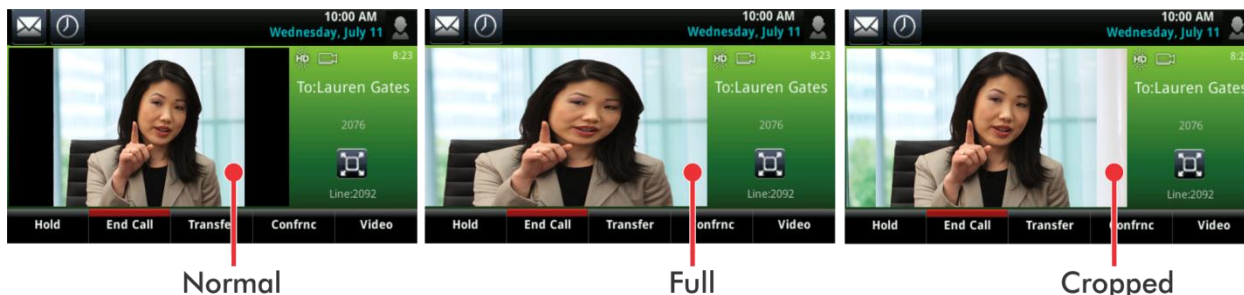 10:00 AM
Wednesday, July 11
HD
8:23
To:Lauren Gates
2076
Line:2092
Hold End Call Transfe Confrnc Video
Normal
10:00 AM
Wednesday, July 11
HD
8:23
To:Lauren Gates
2076
Line:2092
Hold End Call Transfer onfrnc Video
Full
10:00 AM
Wednesday, July 11
HD
8:2
To:Lauren Gates
2076
Line:2092
Hold End Call Transfer onfrnc Video
Cropped